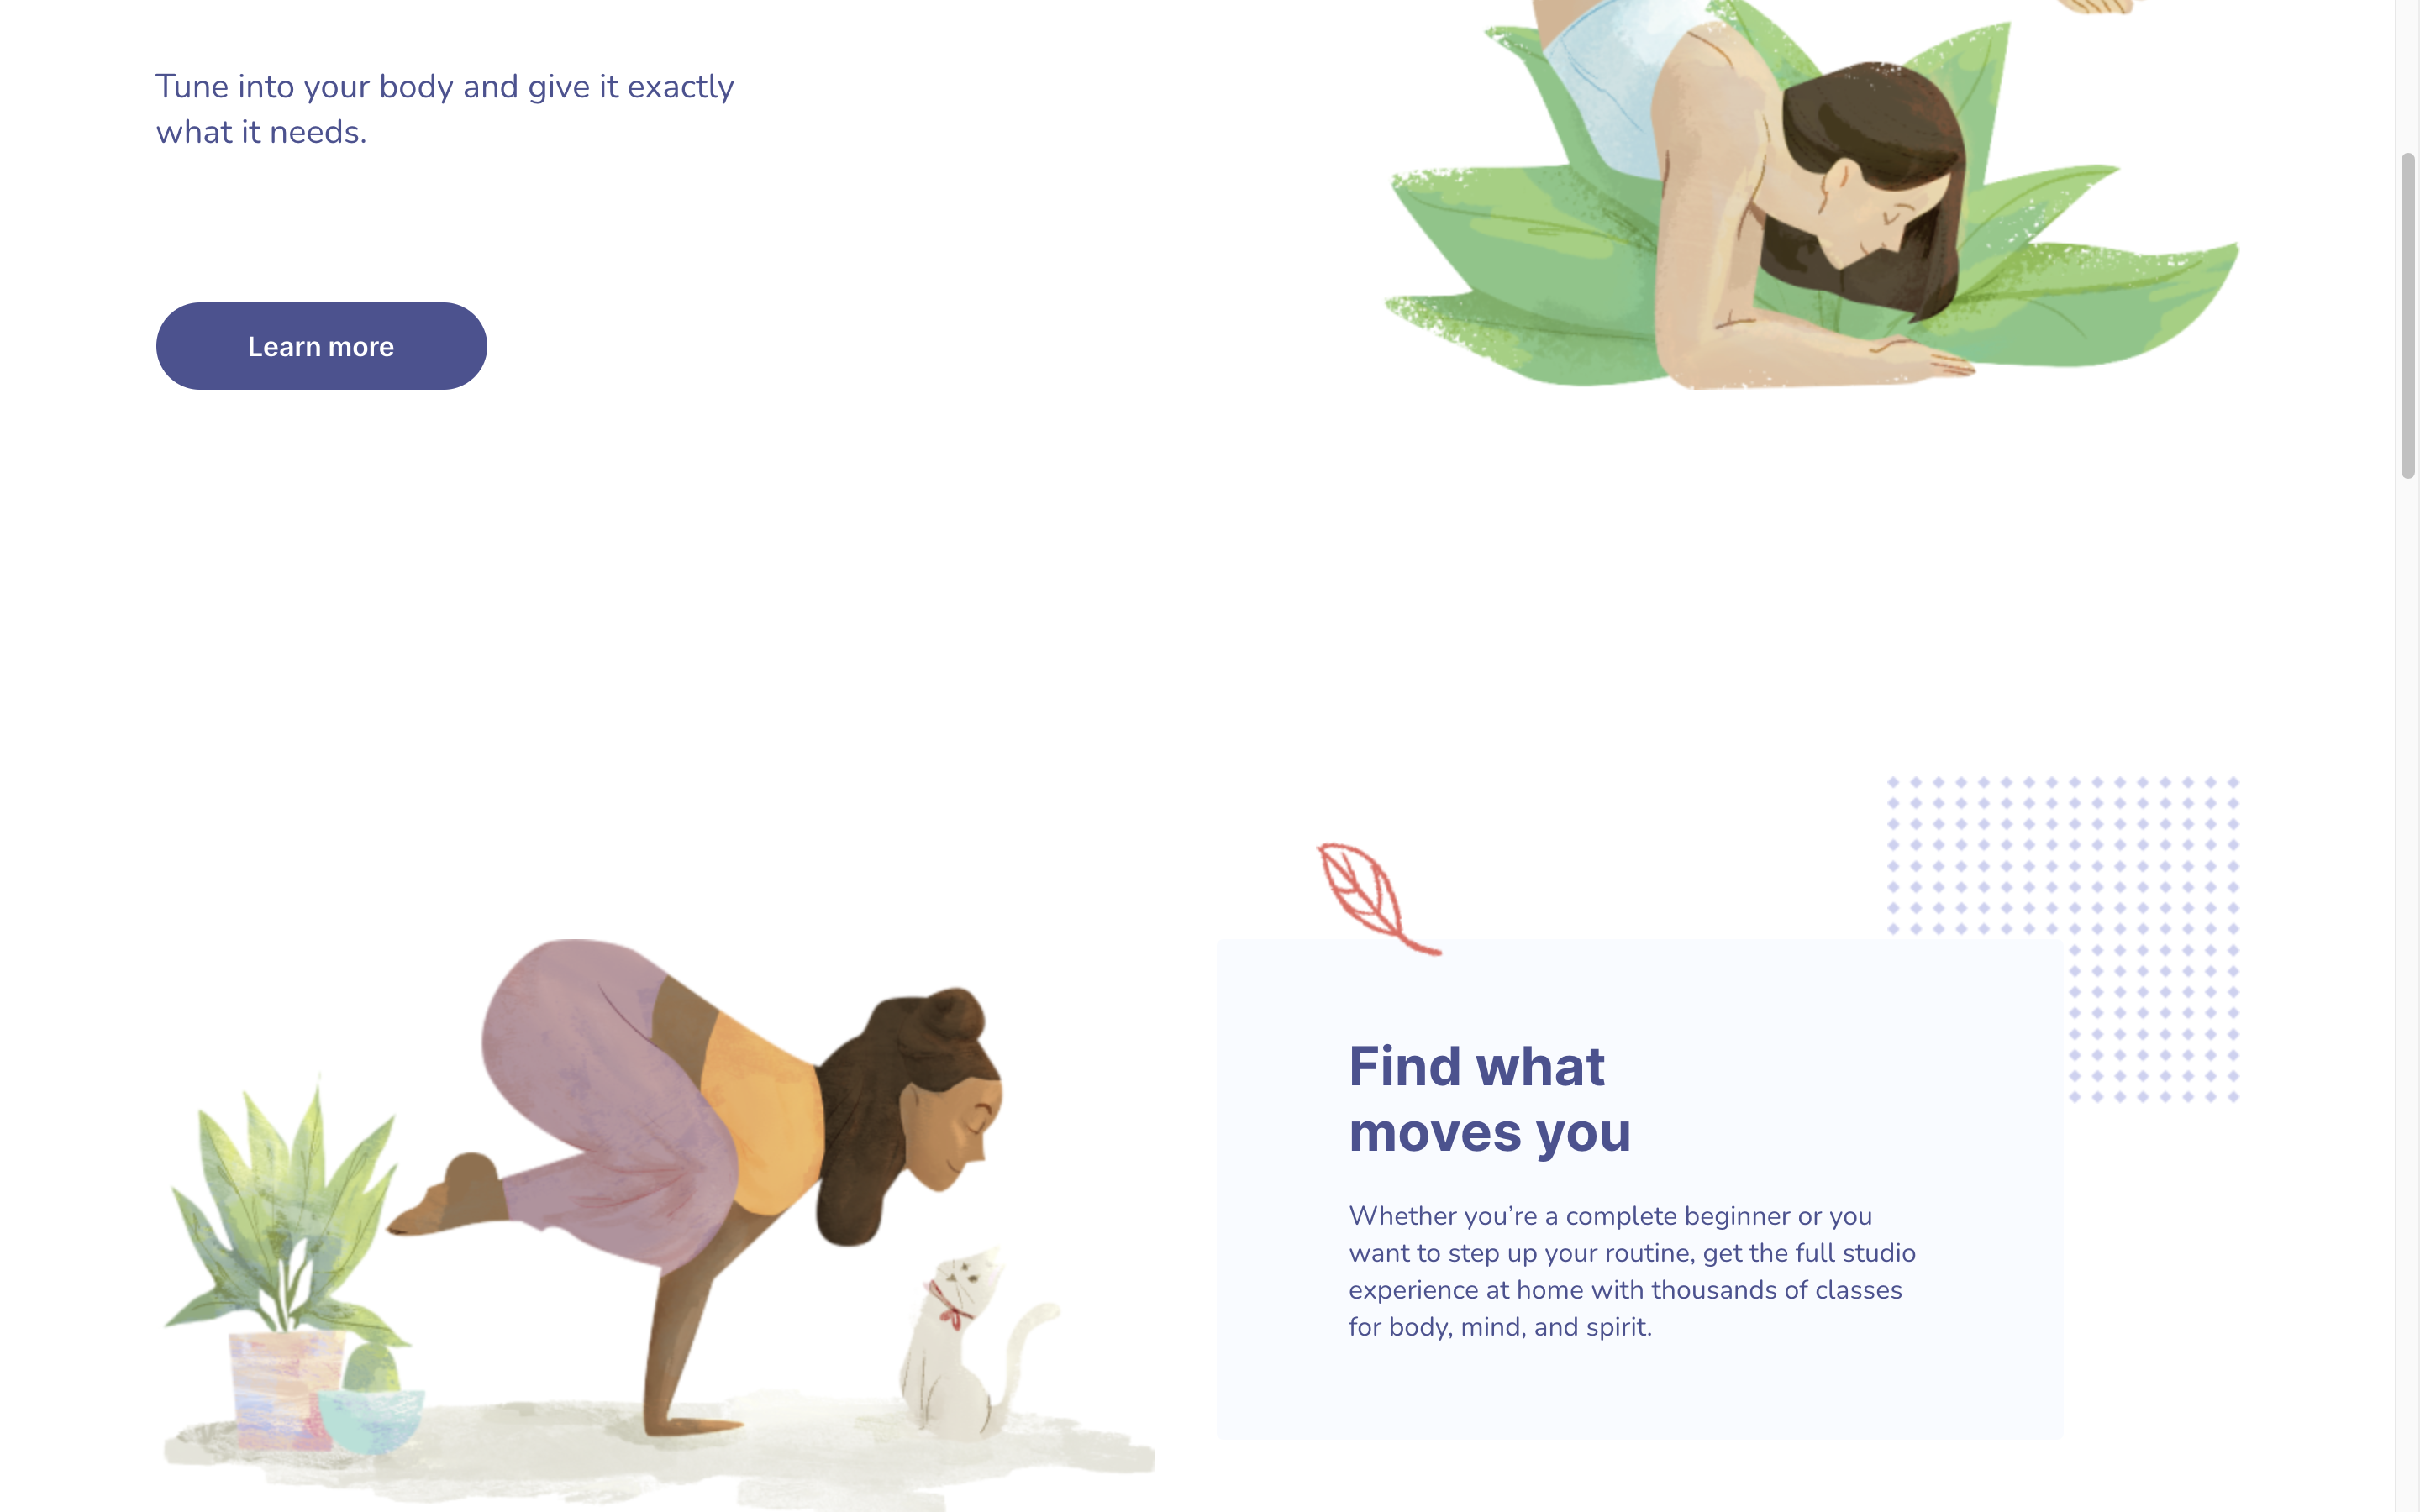 Tune into your body and give it exactly
what it needs.
Learn more
Find what
moves you
Whether you’re a complete beginner or you
want to step up your routine, get the full studio
experience at home with thousands of classes
for body, mind, and spirit.